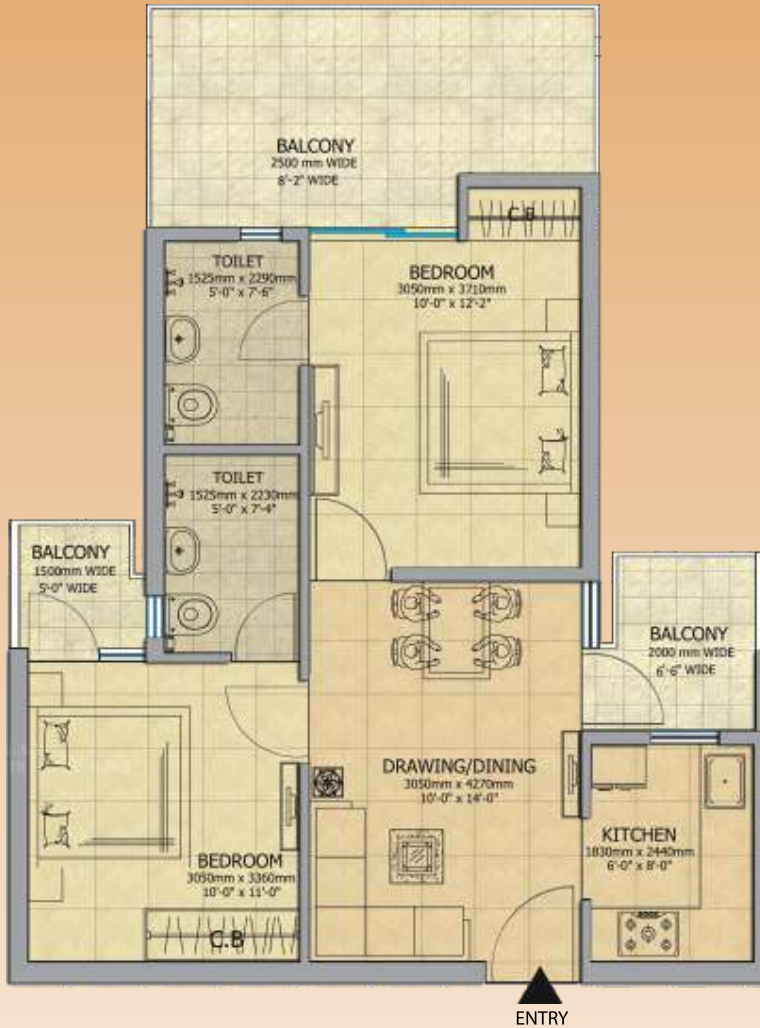 BALCONY
2500 mm WIDE
8'-2" WIDE
C.B
TOILET
1525mm x 2290mm
5'-0" x 7'-6"
BEDROOM
3050mm x 3710mm
10'-0" x 12'-2"
TOILET
1525mm x 2230mm
5'-0" x 7'-4"
BALCONY
1500mm WIDE
5'-0" WIDE
BALCONY
2000 mm WIDE
6'-6" WIDE
DRAWING/DINING
3050mm x 4270mm
10'-0" x 14'-0"
KITCHEN
1830mm x 2440mm
6'-0" x 8'-0"
BEDROOM
3050mm x 3360mm
10'-0" x 11'-0"
C.B
ENTRY